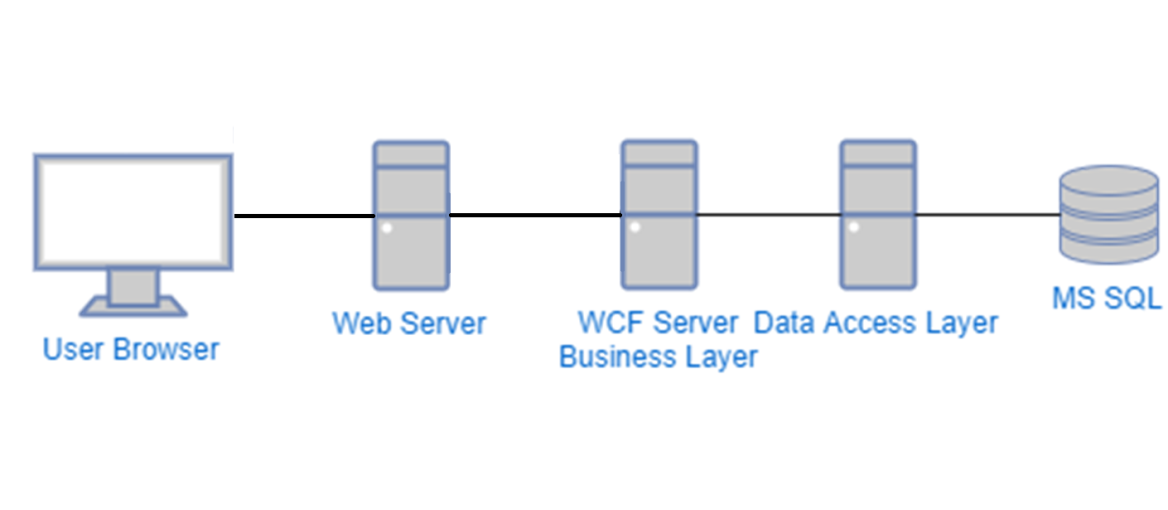 User Browser
Web Server
WCF Server
Business Layer
Data Access Layer
MS SQL